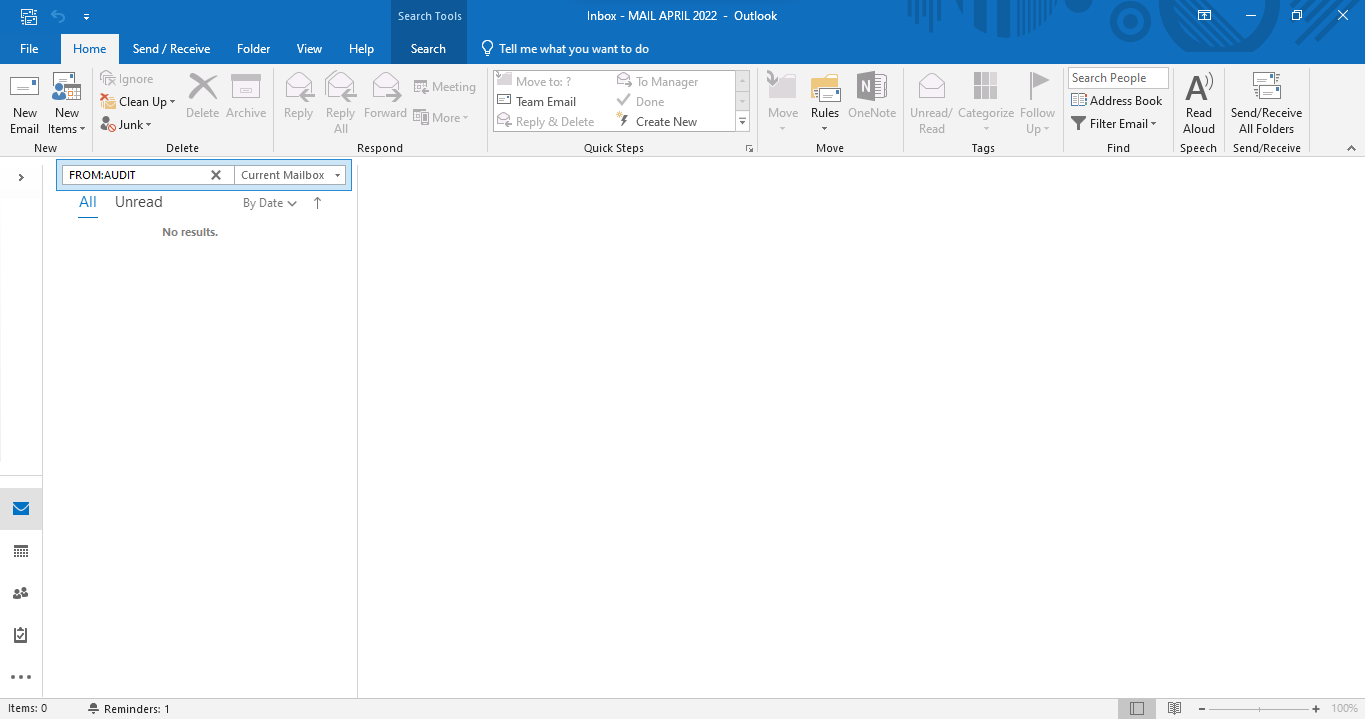 Search Tools
Inbox - MAIL APRIL 2022 - Outlook
File
Home
Send / Receive
Folder
View
Help
Search
Tell me what you want to do
New
Email
New
Items
New
Ignore
Clean Up
Junk
Delete
Archive
Delete
Reply
Reply
All
Forward
Meeting
More
Respond
Move to: ?
Team Email
Reply & Delete
To Manager
Done
Create New
Quick Steps
Move
Rules
OneNote
Move
Unread/
Read
Categorize
Follow
Up
Tags
Search People
Address Book
Filter Email
Find
Read
Aloud
Speech
Send/Receive
All Folders
Send/Receive
FROM:AUDIT
Current Mailbox
All
Unread
By Date
No results.
Items: 0
Reminders: 1
100%